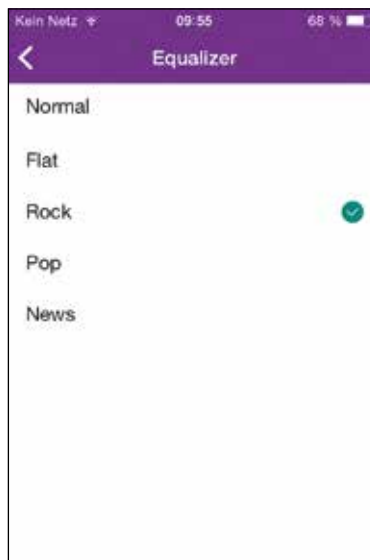 Kein Netz 09:55 68 %
Equalizer
Normal
Flat
Rock
Pop
News